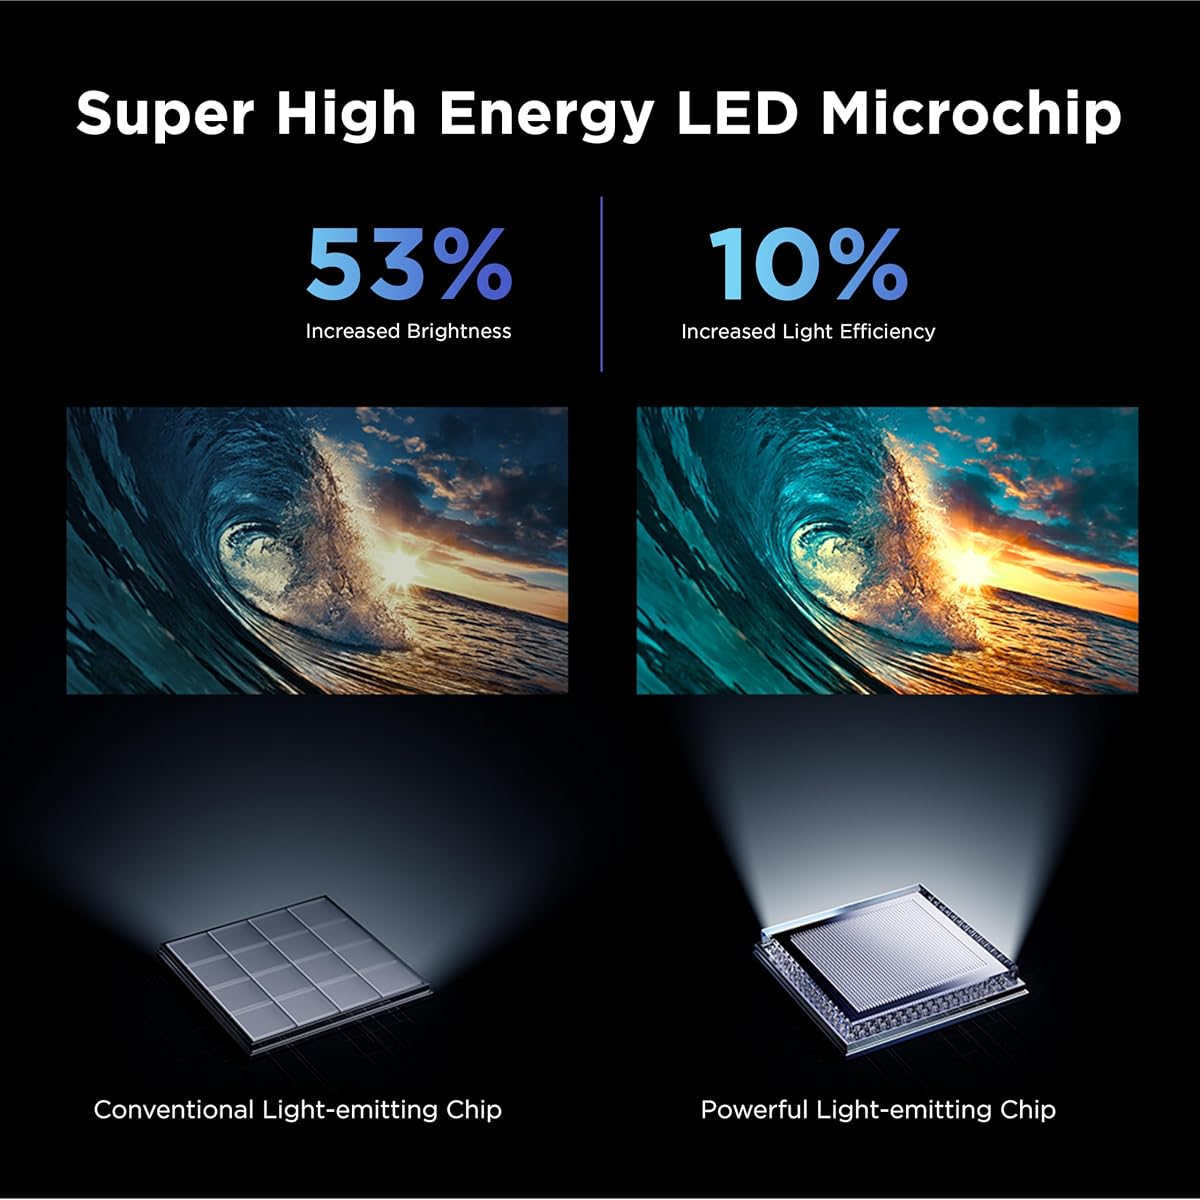 Super High Energy LED Microchip
53%
Increased Brightness
10%
Increased Light Efficiency
Conventional Light-emitting Chip
Powerful Light-emitting Chip